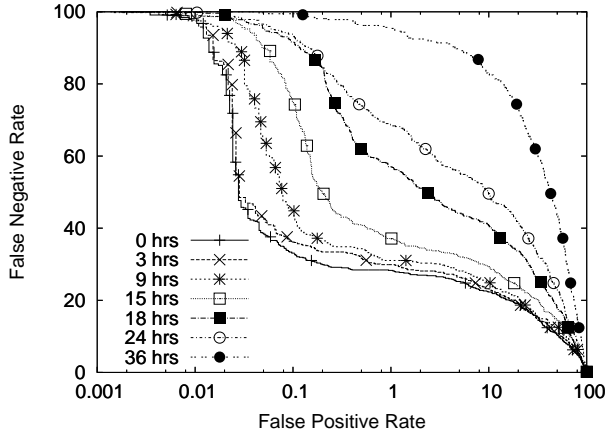 100
80
60
40
20
0
False Negative Rate
0 hrs
3 hrs
9 hrs
15 hrs
18 hrs
24 hrs
36 hrs
0.001
0.01
0.1
1
10
100
False Positive Rate